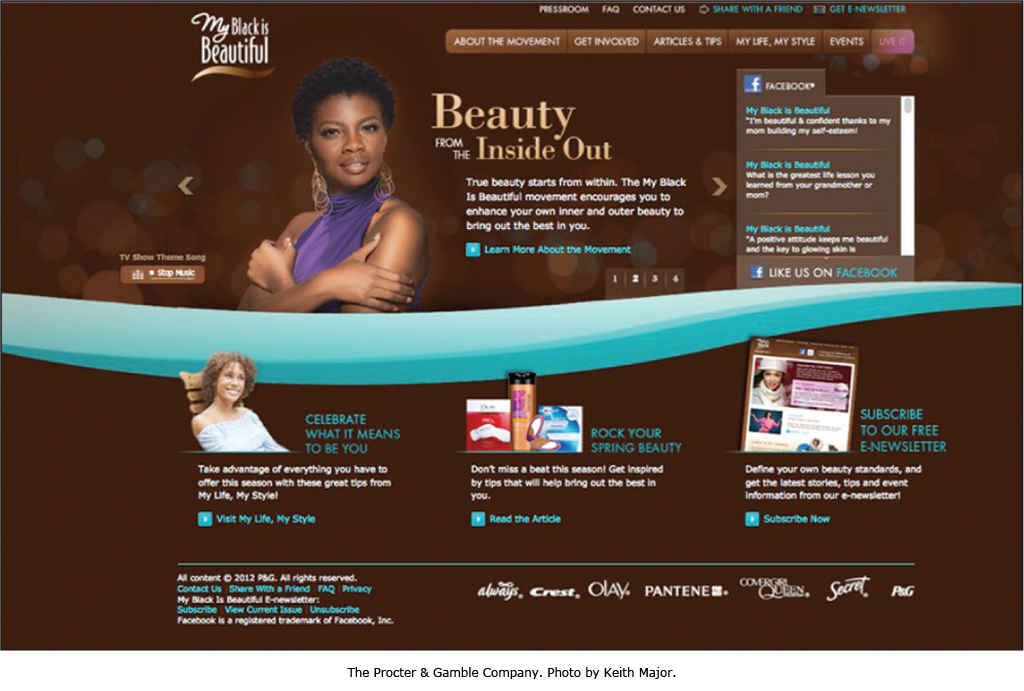 PRESSROOM FAQ CONTACT US SHARE WITH A FRIEND GET E-NEWSLETTER
My Black is
Beautiful
ABOUT THE MOVEMENT GET INVOLVED ARTICLES & TIPS MY LIFE, MY STYLE EVENTS LIVE IT
Beauty
FROM
THE Inside Out
True beauty starts from within. The My Black
Is Beautiful movement encourages you to
enhance your own inner and outer beauty to
bring out the best in you.
Learn More About the Movement
1 2 3 4
TV Show Theme Song
Stop Music
f FACEBOOK®
My Black is Beautiful
"I'm beautiful & confident thanks to my
mom building my self-esteem!
My Black is Beautiful
What is the greatest life lesson you
learned from your grandmother or
mom?
My Black is Beautiful
"A positive attitude keeps me beautiful
and the key to glowing skin is
f LIKE US ON FACEBOOK
CELEBRATE
WHAT IT MEANS
TO BE YOU
Take advantage of everything you have to
offer this season with these great tips from
My Life, My Style!
Visit My Life, My Style
OLAY
ROCK YOUR
SPRING BEAUTY
Don't miss a beat this season! Get inspired
by tips that will help bring out the best in
you.
Read the Article
SUBSCRIBE
TO OUR FREE
E-NEWSLETTER
Define your own beauty standards, and
get the latest stories, tips and event
information from our e-newsletter!
Subscribe Now
All content © 2012 P&G. All rights reserved.
Contact Us | Share With a Friend | FAQ | Privacy
My Black Is Beautiful E-newsletter:
Subscribe | View Current Issue | Unsubscribe
Facebook is a registered trademark of Facebook, Inc.
always® Crest® OLAY® PANTENE® COVERGIRL QUEEN® Secret® P&G
The Procter & Gamble Company. Photo by Keith Major.